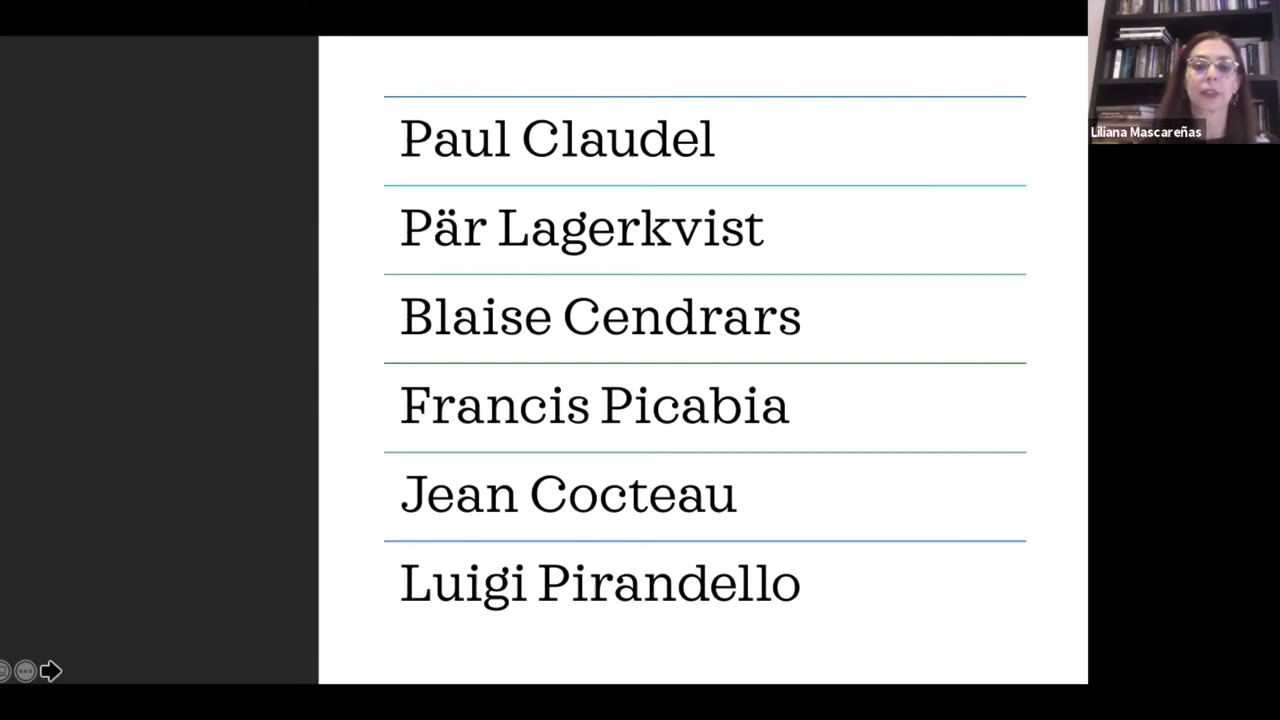 Paul Claudel
Pär Lagerkvist
Blaise Cendrars
Francis Picabia
Jean Cocteau
Luigi Pirandello
Liliana Mascareñas